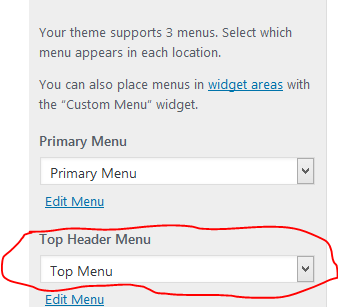 Your theme supports 3 menus. Select which
menu appears in each location.
You can also place menus in widget areas with
the “Custom Menu” widget.
Primary Menu
Primary Menu
Edit Menu
Top Header Menu
Top Menu
Edit Menu